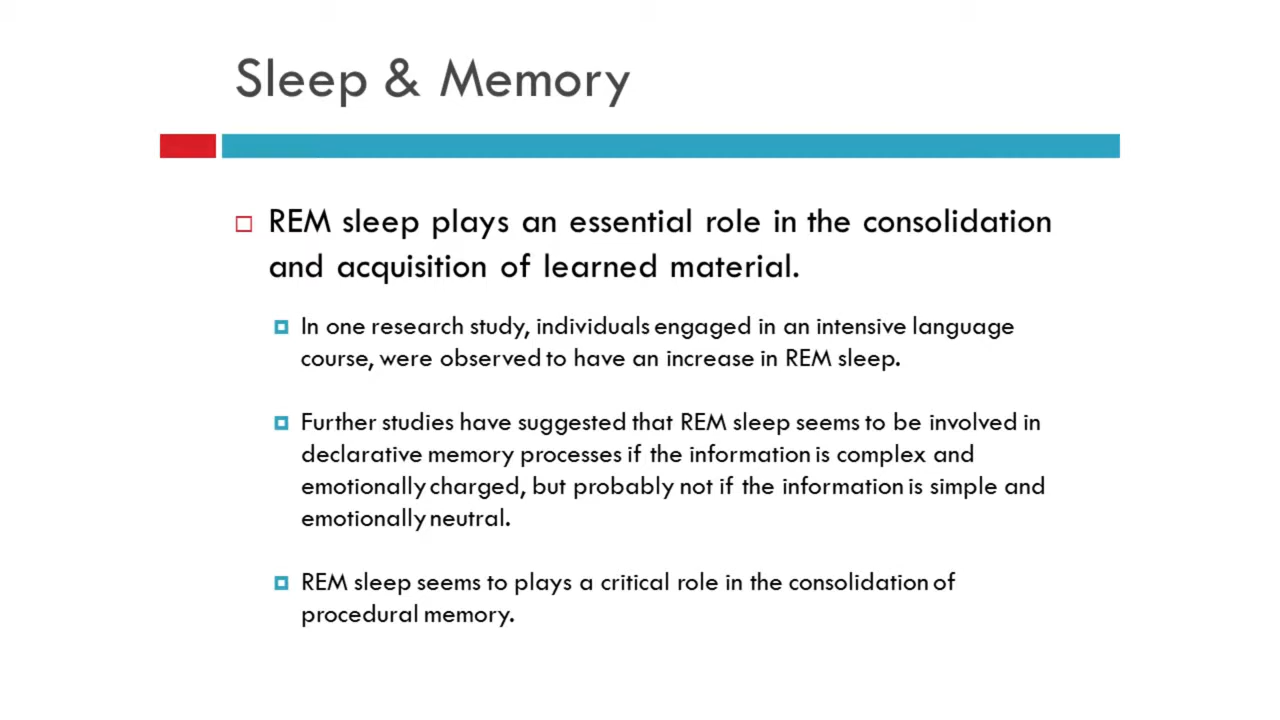 Sleep & Memory
REM sleep plays an essential role in the consolidation
and acquisition of learned material.
In one research study, individuals engaged in an intensive language
course, were observed to have an increase in REM sleep.
Further studies have suggested that REM sleep seems to be involved in
declarative memory processes if the information is complex and
emotionally charged, but probably not if the information is simple and
emotionally neutral.
REM sleep seems to plays a critical role in the consolidation of
procedural memory.